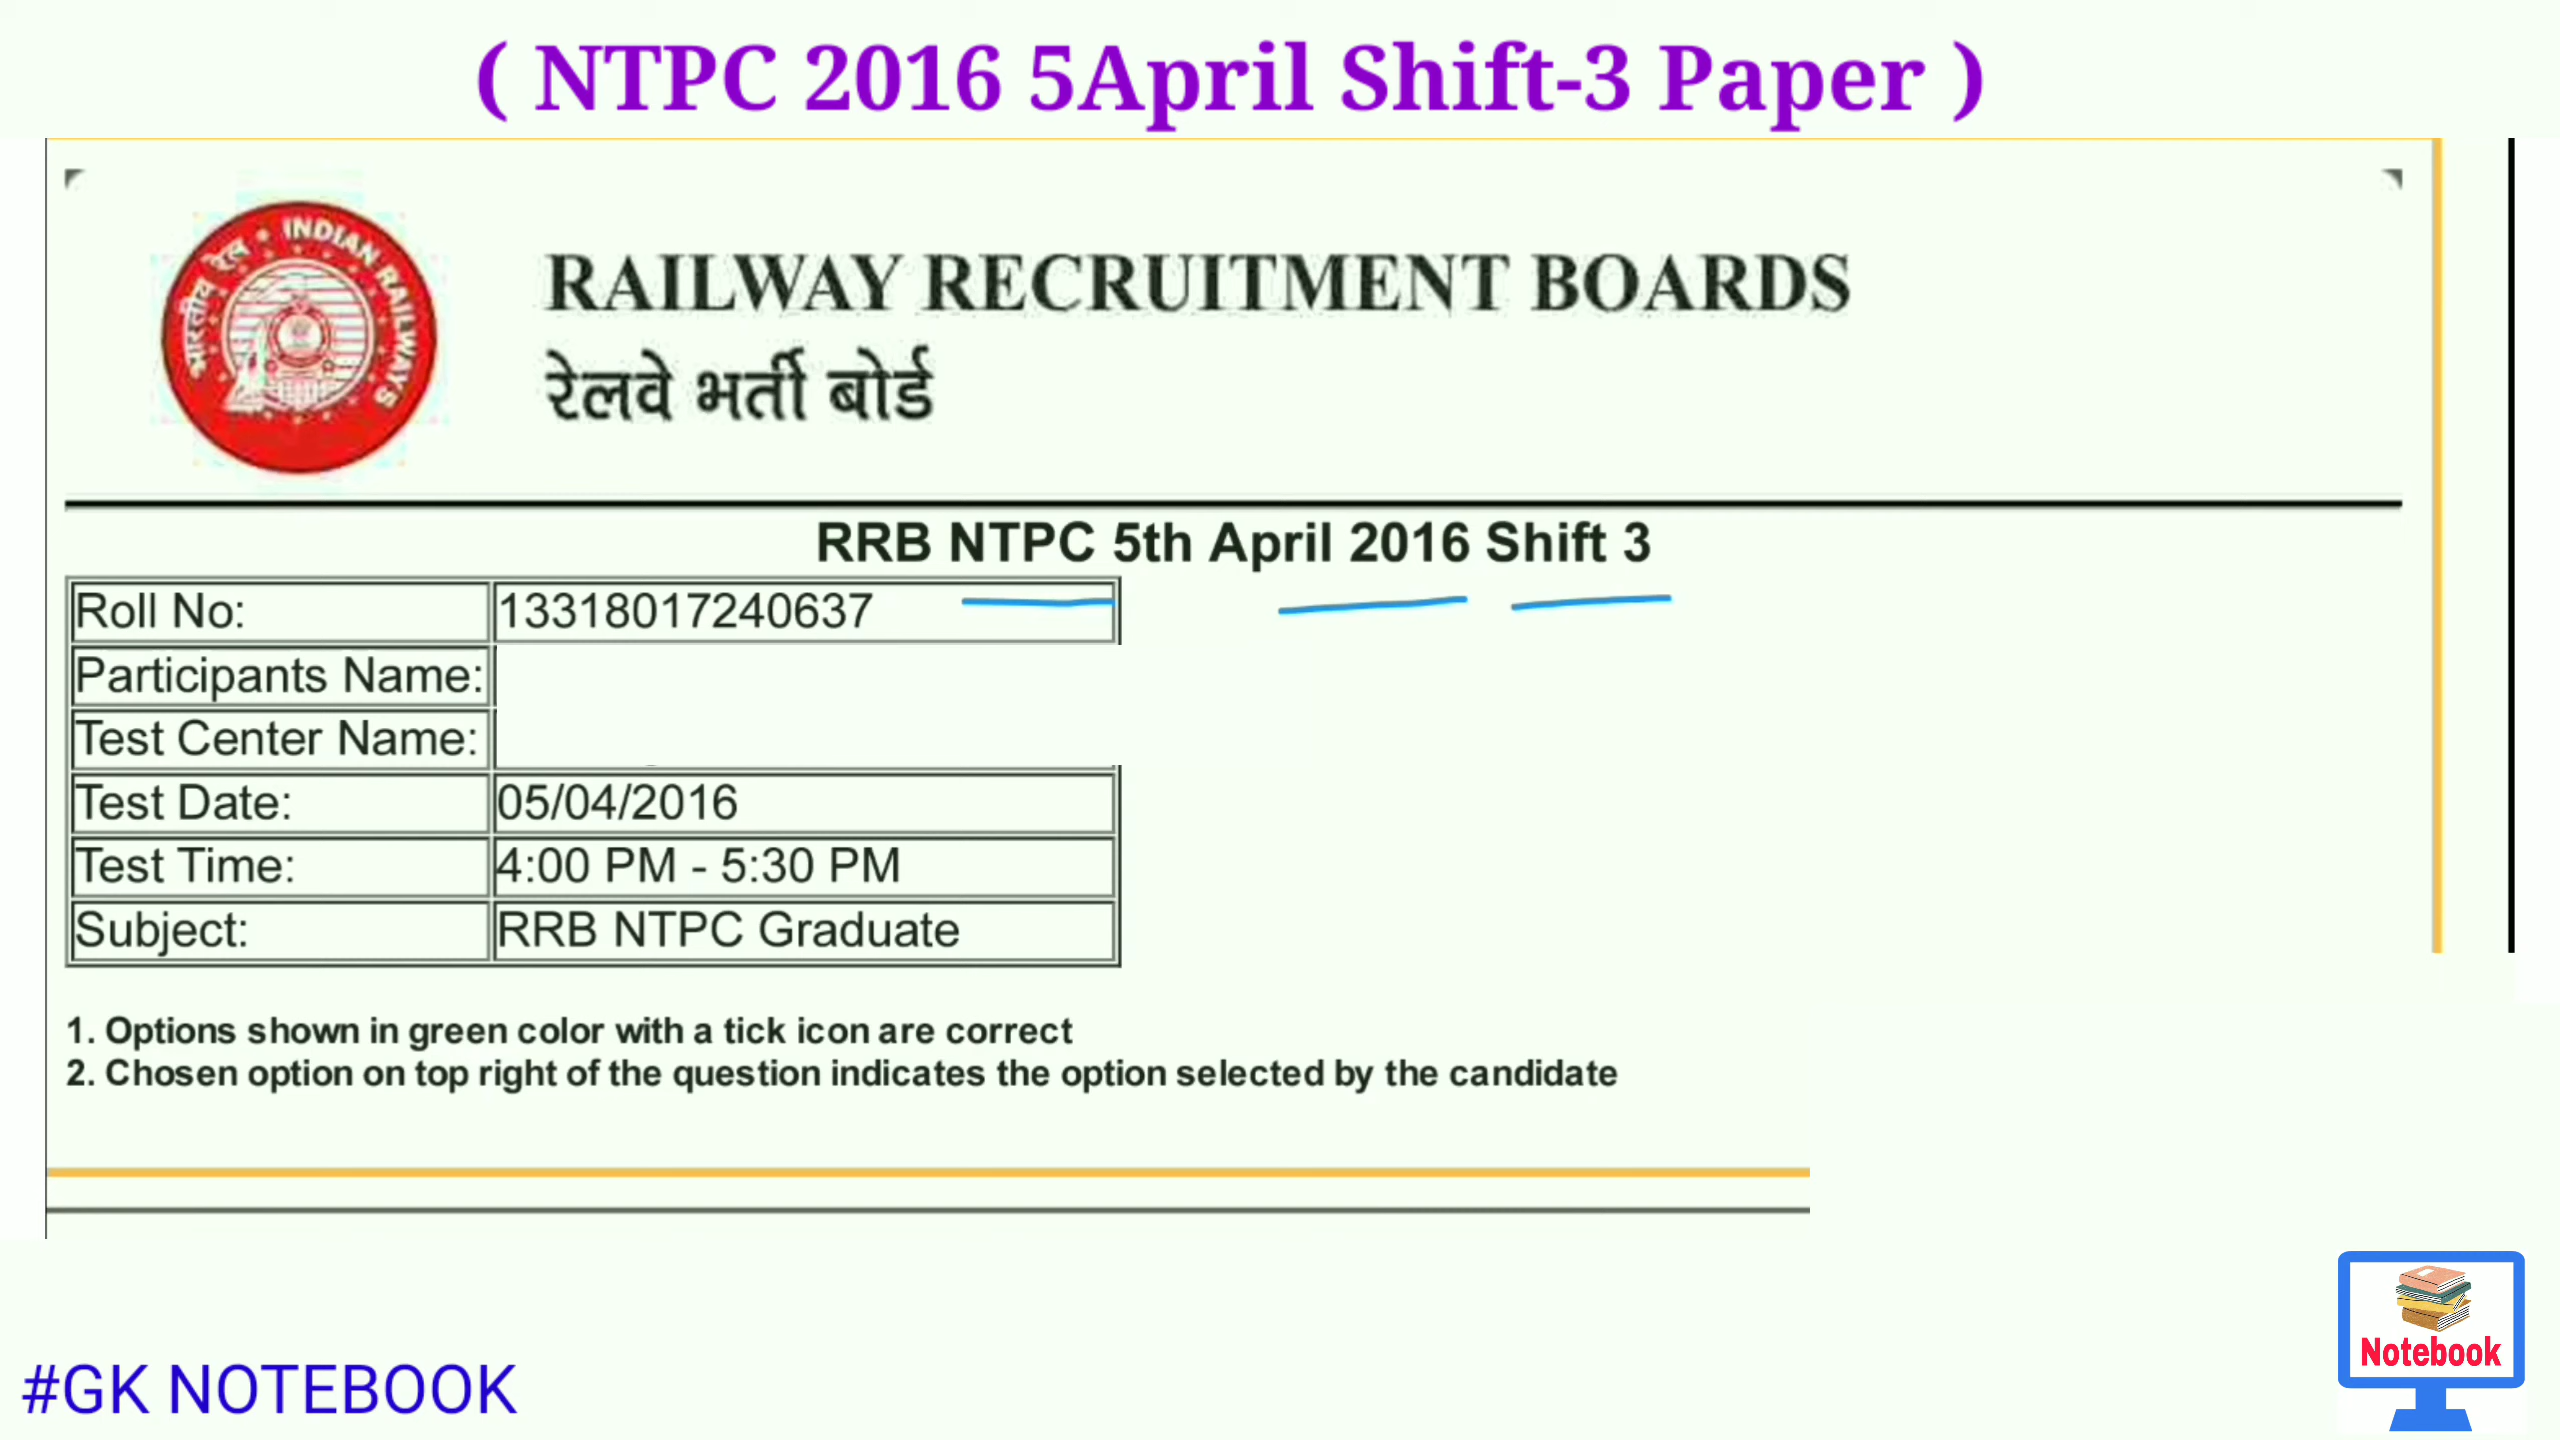 ( NTPC 2016 5April Shift-3 Paper )
भारतीय रेल INDIAN RAILWAYS
RAILWAY RECRUITMENT BOARDS
रेलवे भर्ती बोर्ड
RRB NTPC 5th April 2016 Shift 3
Roll No: 13318017240637
Participants Name:
Test Center Name:
Test Date: 05/04/2016
Test Time: 4:00 PM - 5:30 PM
Subject: RRB NTPC Graduate
1. Options shown in green color with a tick icon are correct
2. Chosen option on top right of the question indicates the option selected by the candidate
Notebook
#GK NOTEBOOK